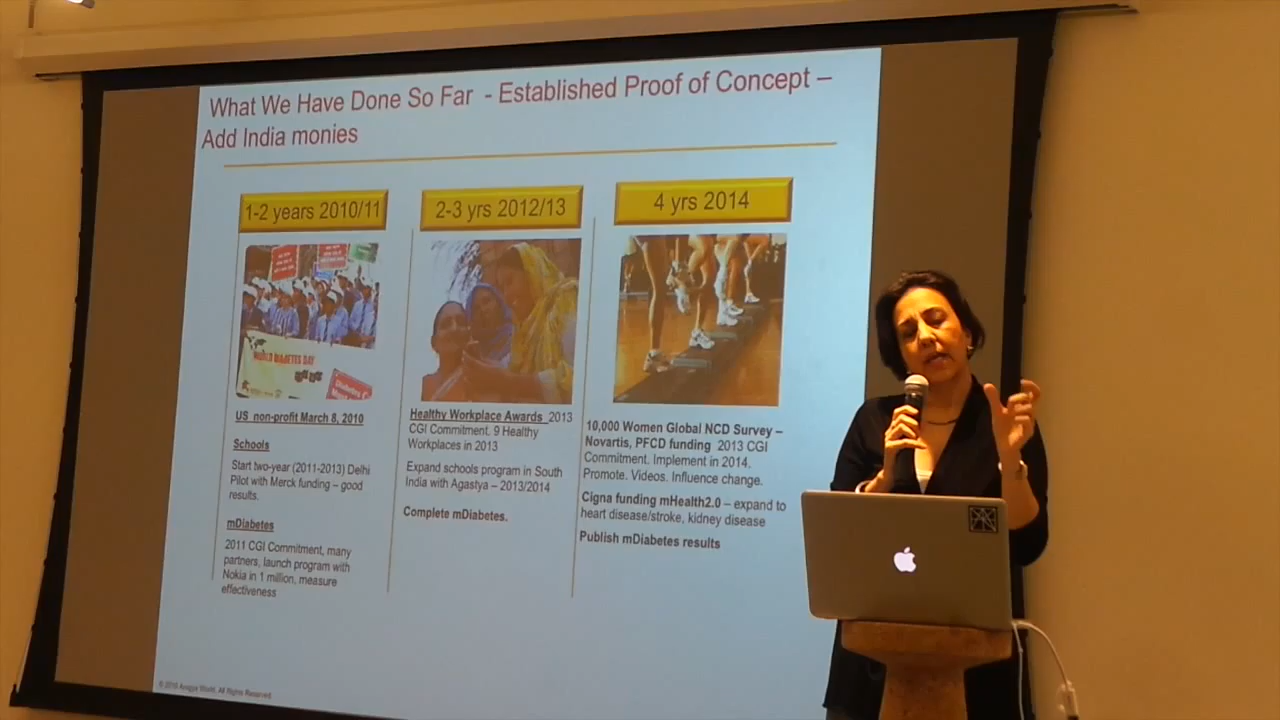 What We Have Done So Far - Established Proof of Concept –
Add India monies
1-2 years 2010/11
WORLD DIABETES DAY
US non-profit March 8, 2010
Schools
Start two-year (2011-2013) Delhi
Pilot with Merck funding – good
results.
mDiabetes
2011 CGI Commitment, many
partners, launch program with
Nokia in 1 million, measure
effectiveness
2-3 yrs 2012/13
Healthy Workplace Awards 2013
CGI Commitment, 9 Healthy
Workplaces in 2013
Expand schools program in South
India with Agastya – 2013/2014
Complete mDiabetes.
4 yrs 2014
10,000 Women Global NCD Survey –
Novartis, PFCD funding 2013 CGI
Commitment. Implement in 2014.
Promote. Videos. Influence change.
Cigna funding mHealth2.0 – expand to
heart disease/stroke, kidney disease
Publish mDiabetes results
World, All Rights Reserved